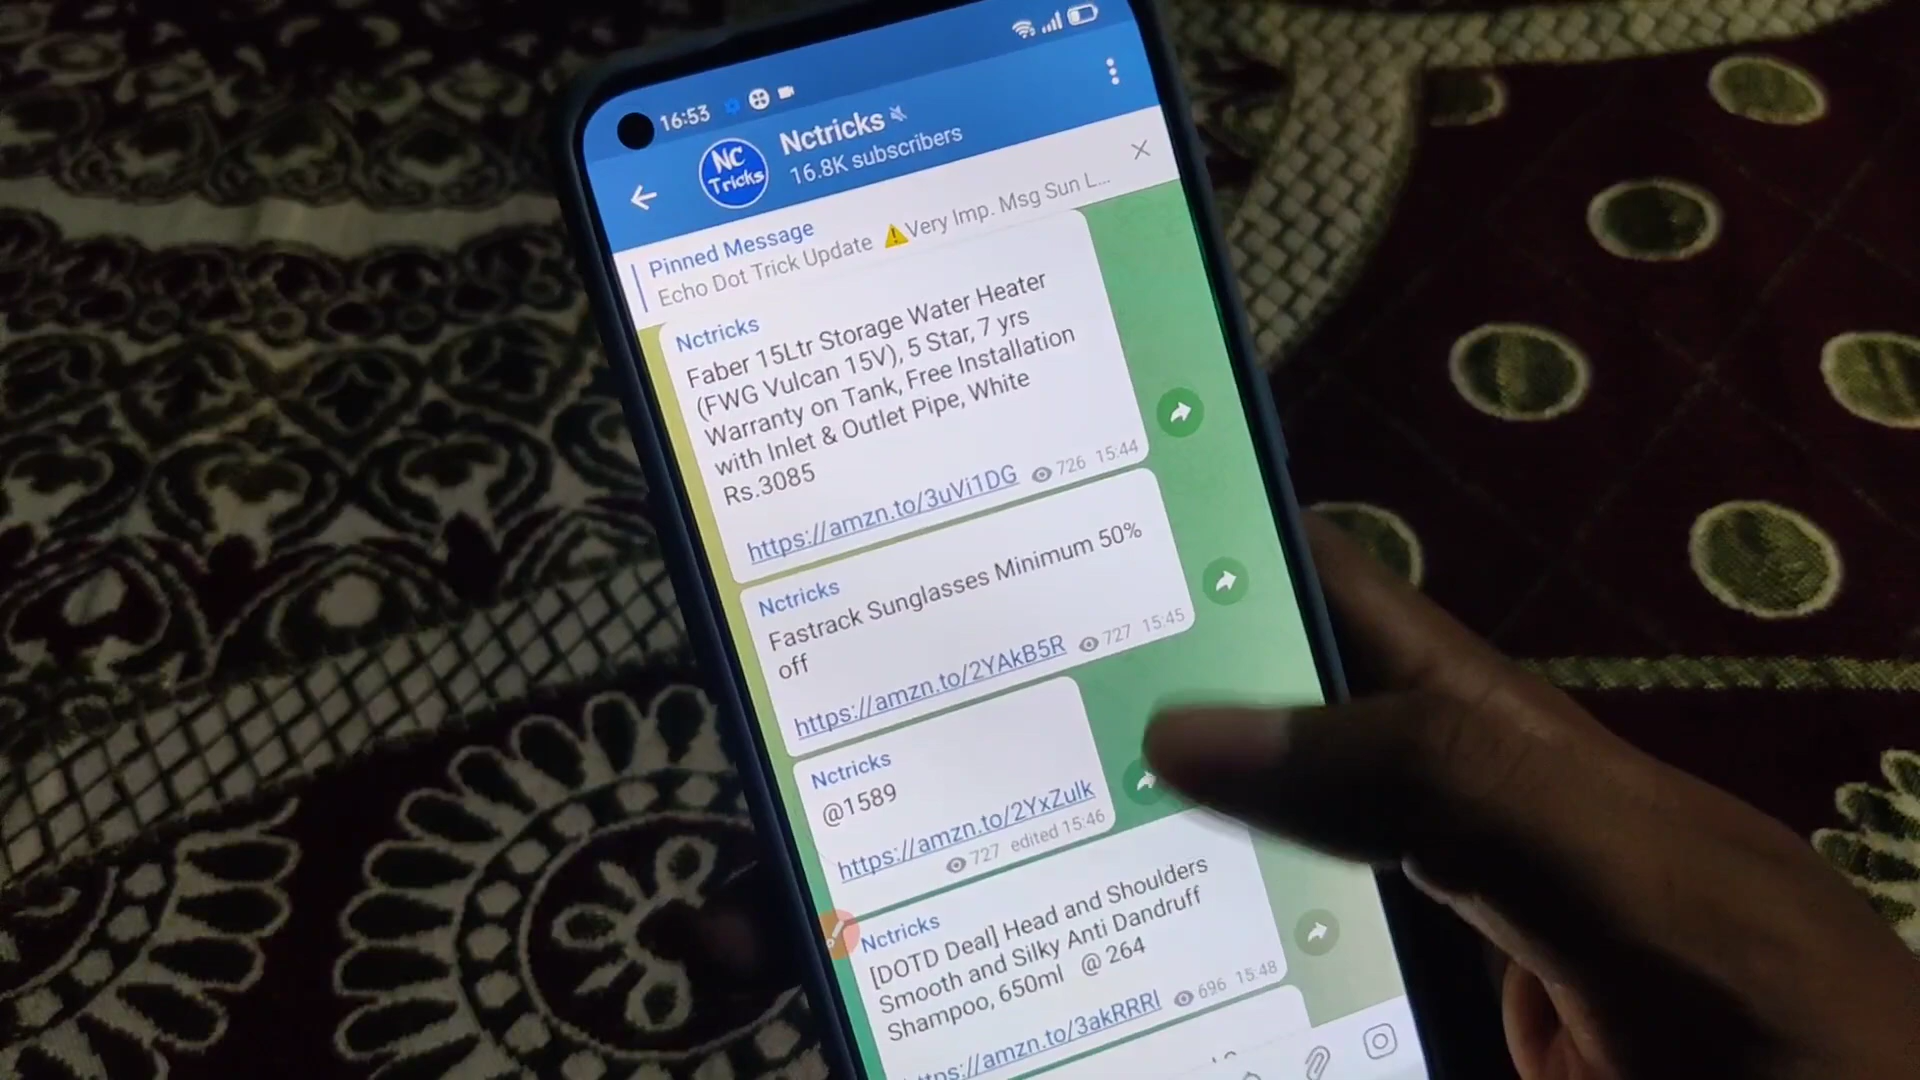 16:53
NC
Tricks
Nctricks
16.8K subscribers
Pinned Message
Echo Dot Trick Update ⚠Very Imp. Msg Sun L...
Nctricks
Faber 15Ltr Storage Water Heater
(FWG Vulcan 15V), 5 Star, 7 yrs
Warranty on Tank, Free Installation
with Inlet & Outlet Pipe, White
Rs.3085
https://amzn.to/3uVi1DG 726 15:44
Nctricks
Fastrack Sunglasses Minimum 50%
off
https://amzn.to/2YAkB5R 727 15:45
Nctricks
@1589
https://amzn.to/2YxZulk
727 edited 15:46
Nctricks
[DOTD Deal] Head and Shoulders
Smooth and Silky Anti Dandruff
Shampoo, 650ml @ 264
ttps://amzn.to/3akRRRl 696 15:48